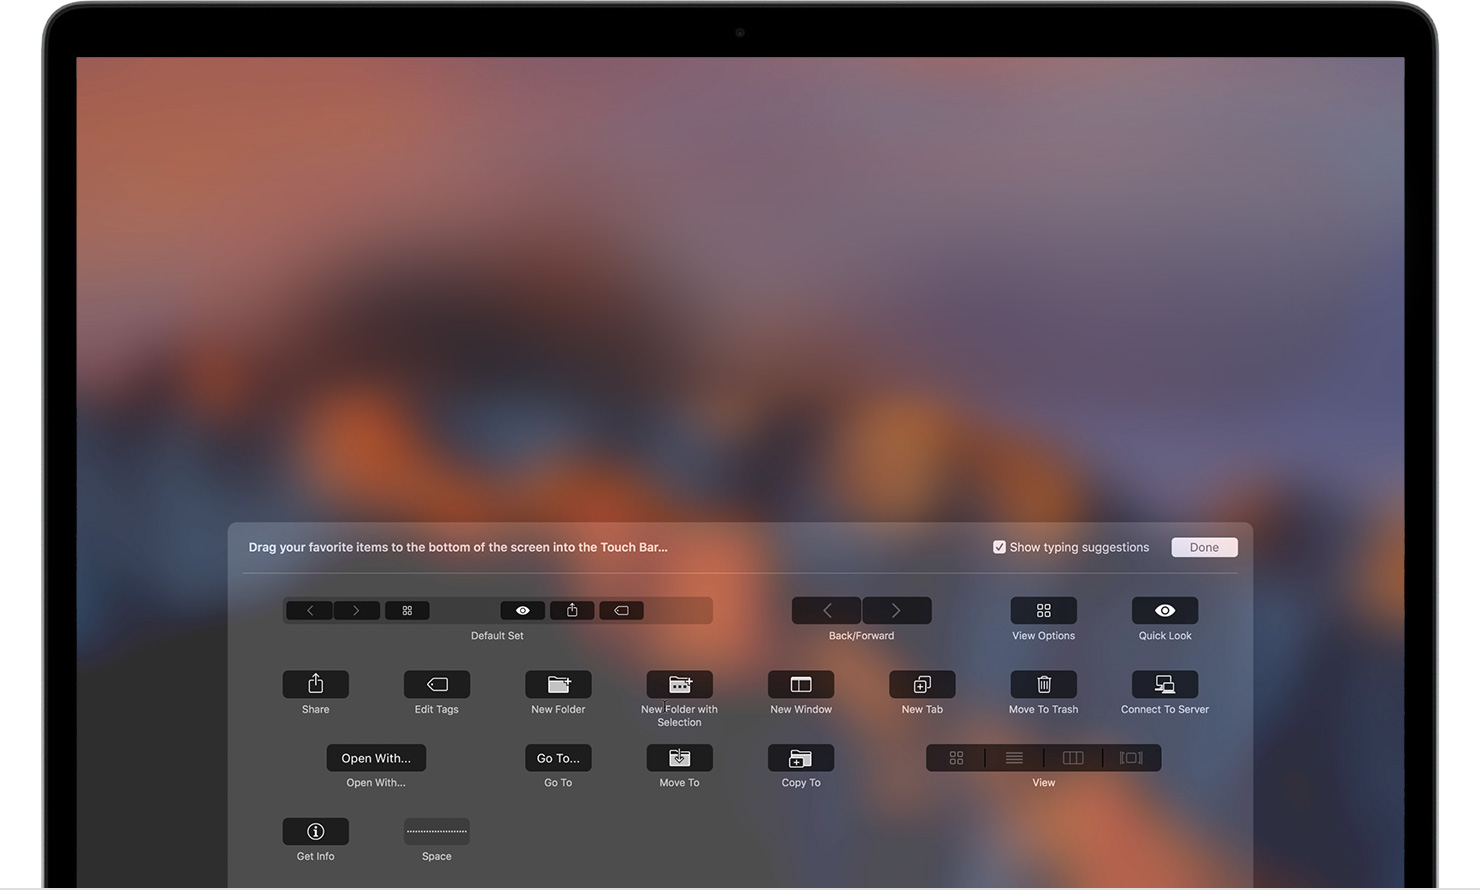 Drag your favorite items to the bottom of the screen into the Touch Bar...
Show typing suggestions
Done
Default Set
Back/Forward
View Options
Quick Look
Share
Edit Tags
New Folder
New Folder with
Selection
New Window
New Tab
Move To Trash
Connect To Server
Open With...
Go To...
Open With...
Go To
Move To
Copy To
View
Get Info
Space